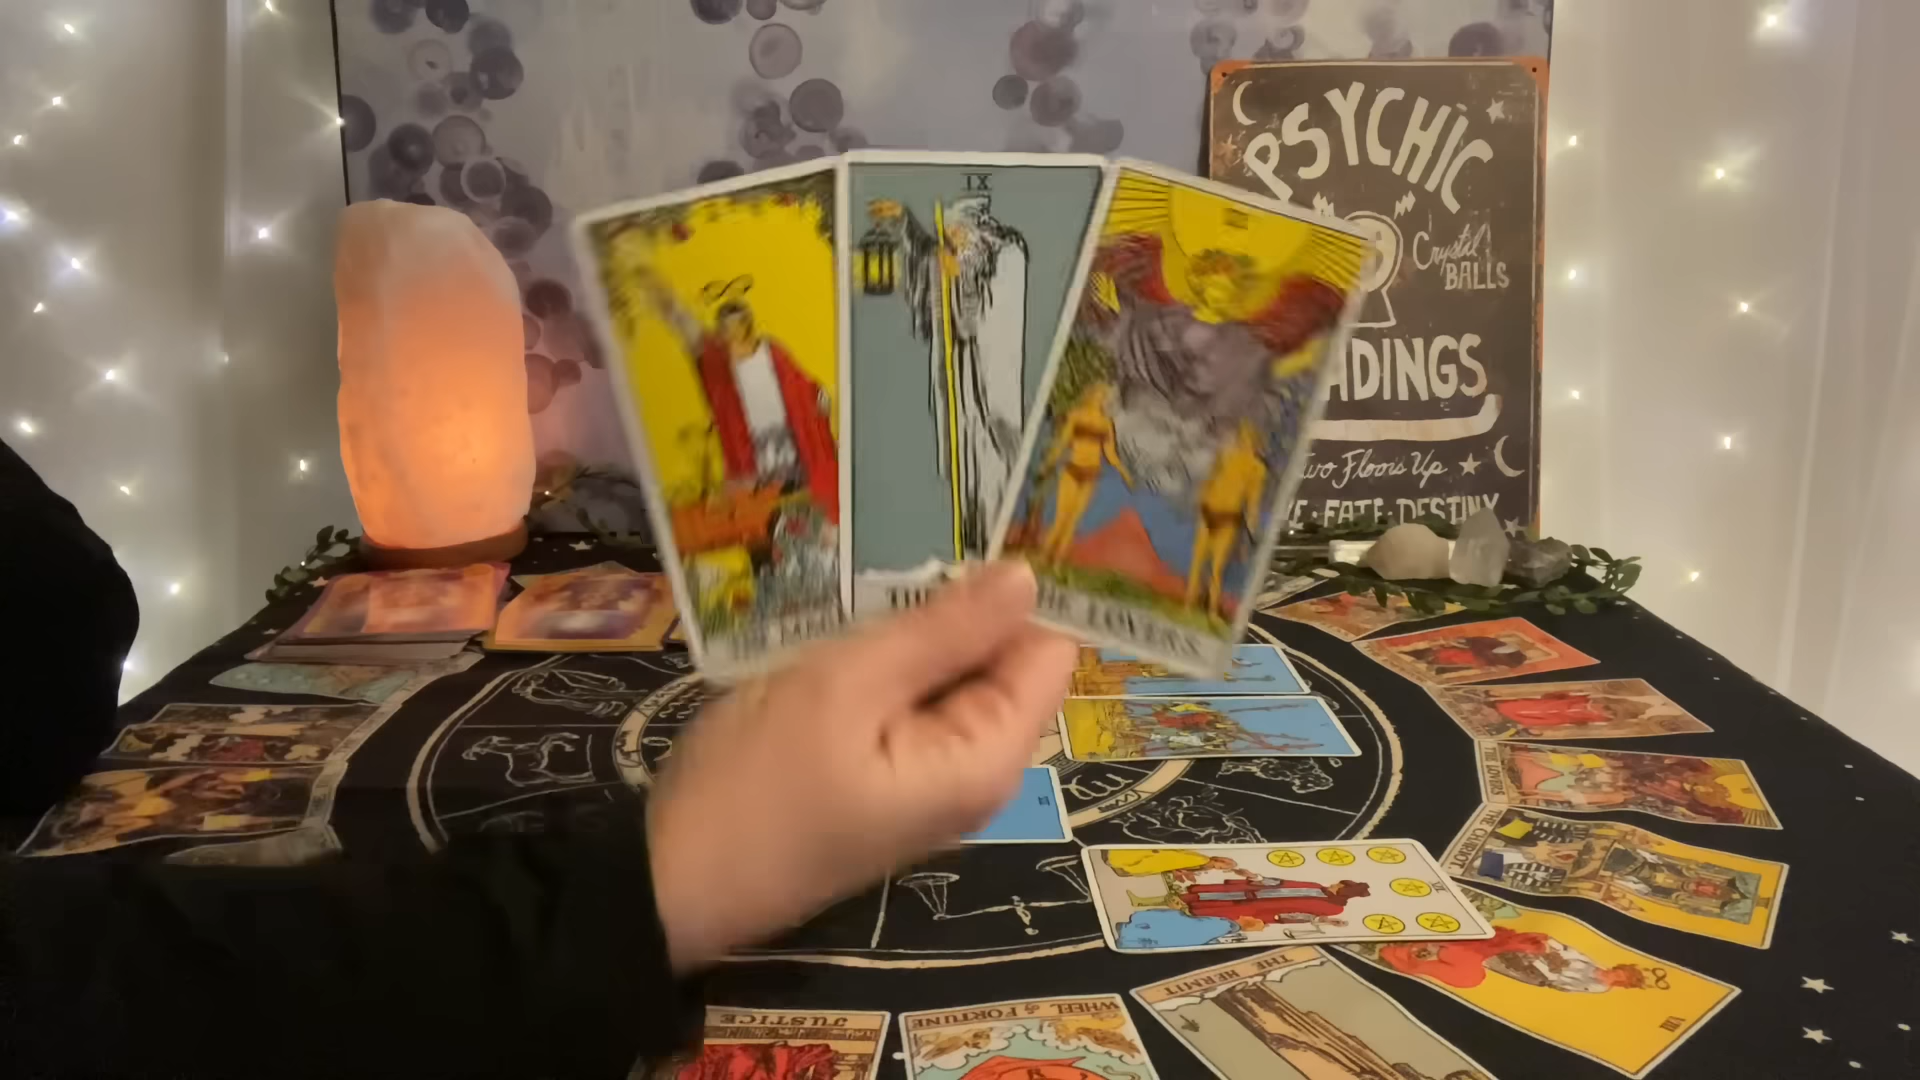 PSYCHIC
Crystal
BALLS
ADINGS
Two Floors Up
FATE · DESTINY
IX
THE LOVERS
THE LOVERS
THE CHARIOT
VIII
THE HERMIT
WHEEL of FORTUNE
JUSTICE